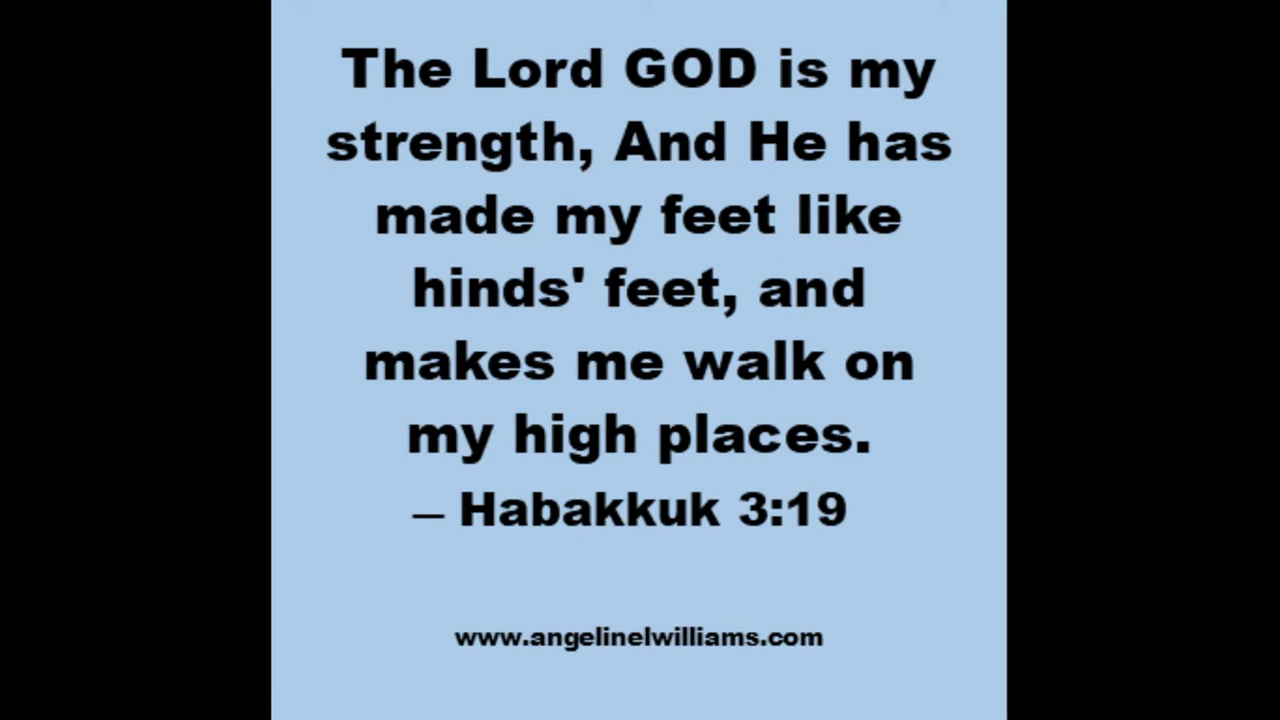 The Lord GOD is my
strength, And He has
made my feet like
hinds' feet, and
makes me walk on
my high places.
— Habakkuk 3:19
www.angelinelwilliams.com